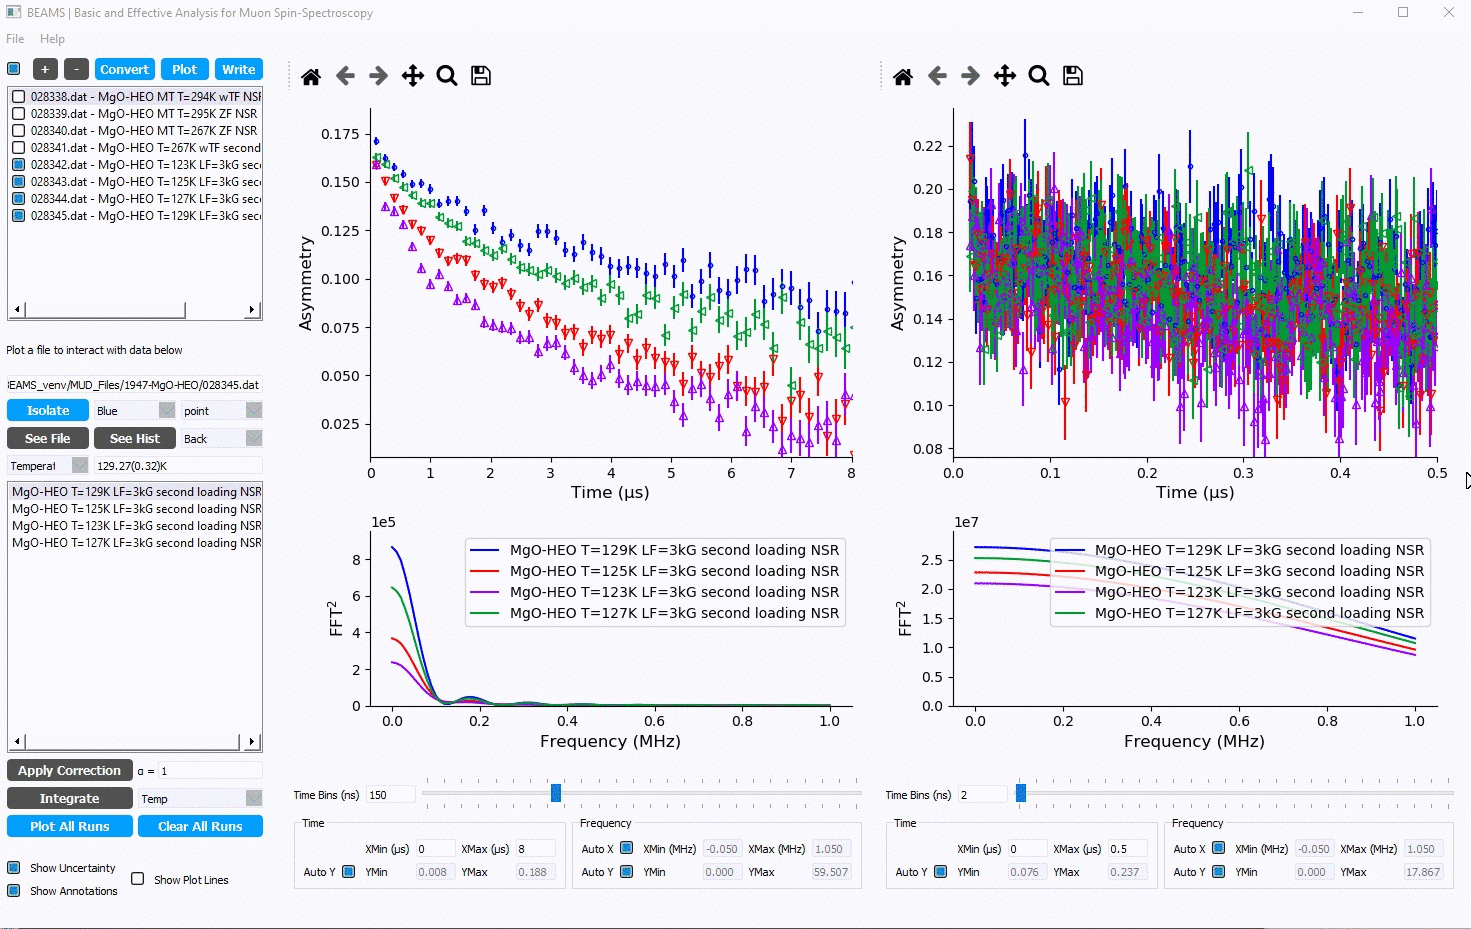 BEAMS | Basic and Effective Analysis for Muon Spin-Spectroscopy
File Help
+ - Convert Plot Write
028338.dat - MgO-HEO MT T=294K wTF NSR
028339.dat - MgO-HEO MT T=295K ZF NSR
028340.dat - MgO-HEO MT T=267K ZF NSR
028341.dat - MgO-HEO T=267K wTF second
028342.dat - MgO-HEO T=123K LF=3kG sec
028343.dat - MgO-HEO T=125K LF=3kG sec
028344.dat - MgO-HEO T=127K LF=3kG sec
028345.dat - MgO-HEO T=129K LF=3kG sec
Plot a file to interact with data below
EAMS_venv/MUD_Files/1947-MgO-HEO/028345.dat
Isolate Blue point
See File See Hist Back
Temperat 129.27(0.32)K
MgO-HEO T=129K LF=3kG second loading NSR
MgO-HEO T=125K LF=3kG second loading NSR
MgO-HEO T=123K LF=3kG second loading NSR
MgO-HEO T=127K LF=3kG second loading NSR
Apply Correction α = 1
Integrate Temp
Plot All Runs Clear All Runs
Show Uncertainty
Show Annotations
Show Plot Lines
Asymmetry
0.175
0.150
0.125
0.100
0.075
0.050
0.025
0 1 2 3 4 5 6 7 8
Time (µs)
1e5
FFT²
8
6
4
2
0
MgO-HEO T=129K LF=3kG second loading NSR
MgO-HEO T=125K LF=3kG second loading NSR
MgO-HEO T=123K LF=3kG second loading NSR
MgO-HEO T=127K LF=3kG second loading NSR
0.0 0.2 0.4 0.6 0.8 1.0
Frequency (MHz)
Time Bins (ns) 150
Time
XMin (µs) 0 XMax (µs) 8
Auto Y YMin 0.008 YMax 0.188
Frequency
Auto X XMin (MHz) -0.050 XMax (MHz) 1.050
Auto Y YMin 0.000 YMax 59.507
Asymmetry
0.22
0.20
0.18
0.16
0.14
0.12
0.10
0.08
0.0 0.1 0.2 0.3 0.4 0.5
Time (µs)
1e7
FFT²
2.5
2.0
1.5
1.0
0.5
0.0
MgO-HEO T=129K LF=3kG second loading NSR
MgO-HEO T=125K LF=3kG second loading NSR
MgO-HEO T=123K LF=3kG second loading NSR
MgO-HEO T=127K LF=3kG second loading NSR
0.0 0.2 0.4 0.6 0.8 1.0
Frequency (MHz)
Time Bins (ns) 2
Time
XMin (µs) 0 XMax (µs) 0.5
Auto Y YMin 0.076 YMax 0.237
Frequency
Auto X XMin (MHz) -0.050 XMax (MHz) 1.050
Auto Y YMin 0.000 YMax 17.867